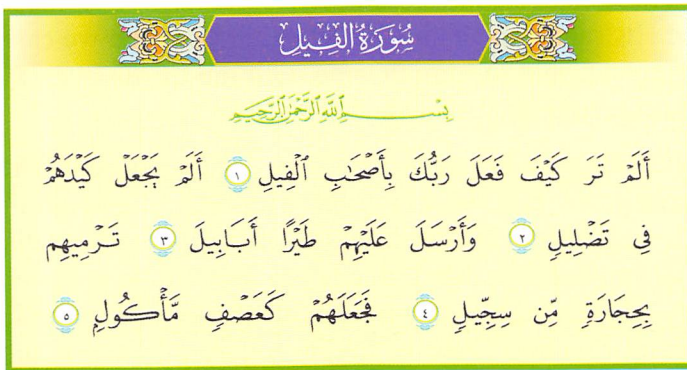 سُورَةُ الفِيلِ
بِسْمِ ٱللَّهِ ٱلرَّحْمَٰنِ ٱلرَّحِيمِ
أَلَمْ تَرَ كَيْفَ فَعَلَ رَبُّكَ بِأَصْحَٰبِ ٱلْفِيلِ ١ أَلَمْ يَجْعَلْ كَيْدَهُمْ
فِى تَضْلِيلٍ ٢ وَأَرْسَلَ عَلَيْهِمْ طَيْرًا أَبَابِيلَ ٣ تَرْمِيهِم
بِحِجَارَةٍ مِّن سِجِّيلٍ ٤ فَجَعَلَهُمْ كَعَصْفٍ مَّأْكُولٍ ٥